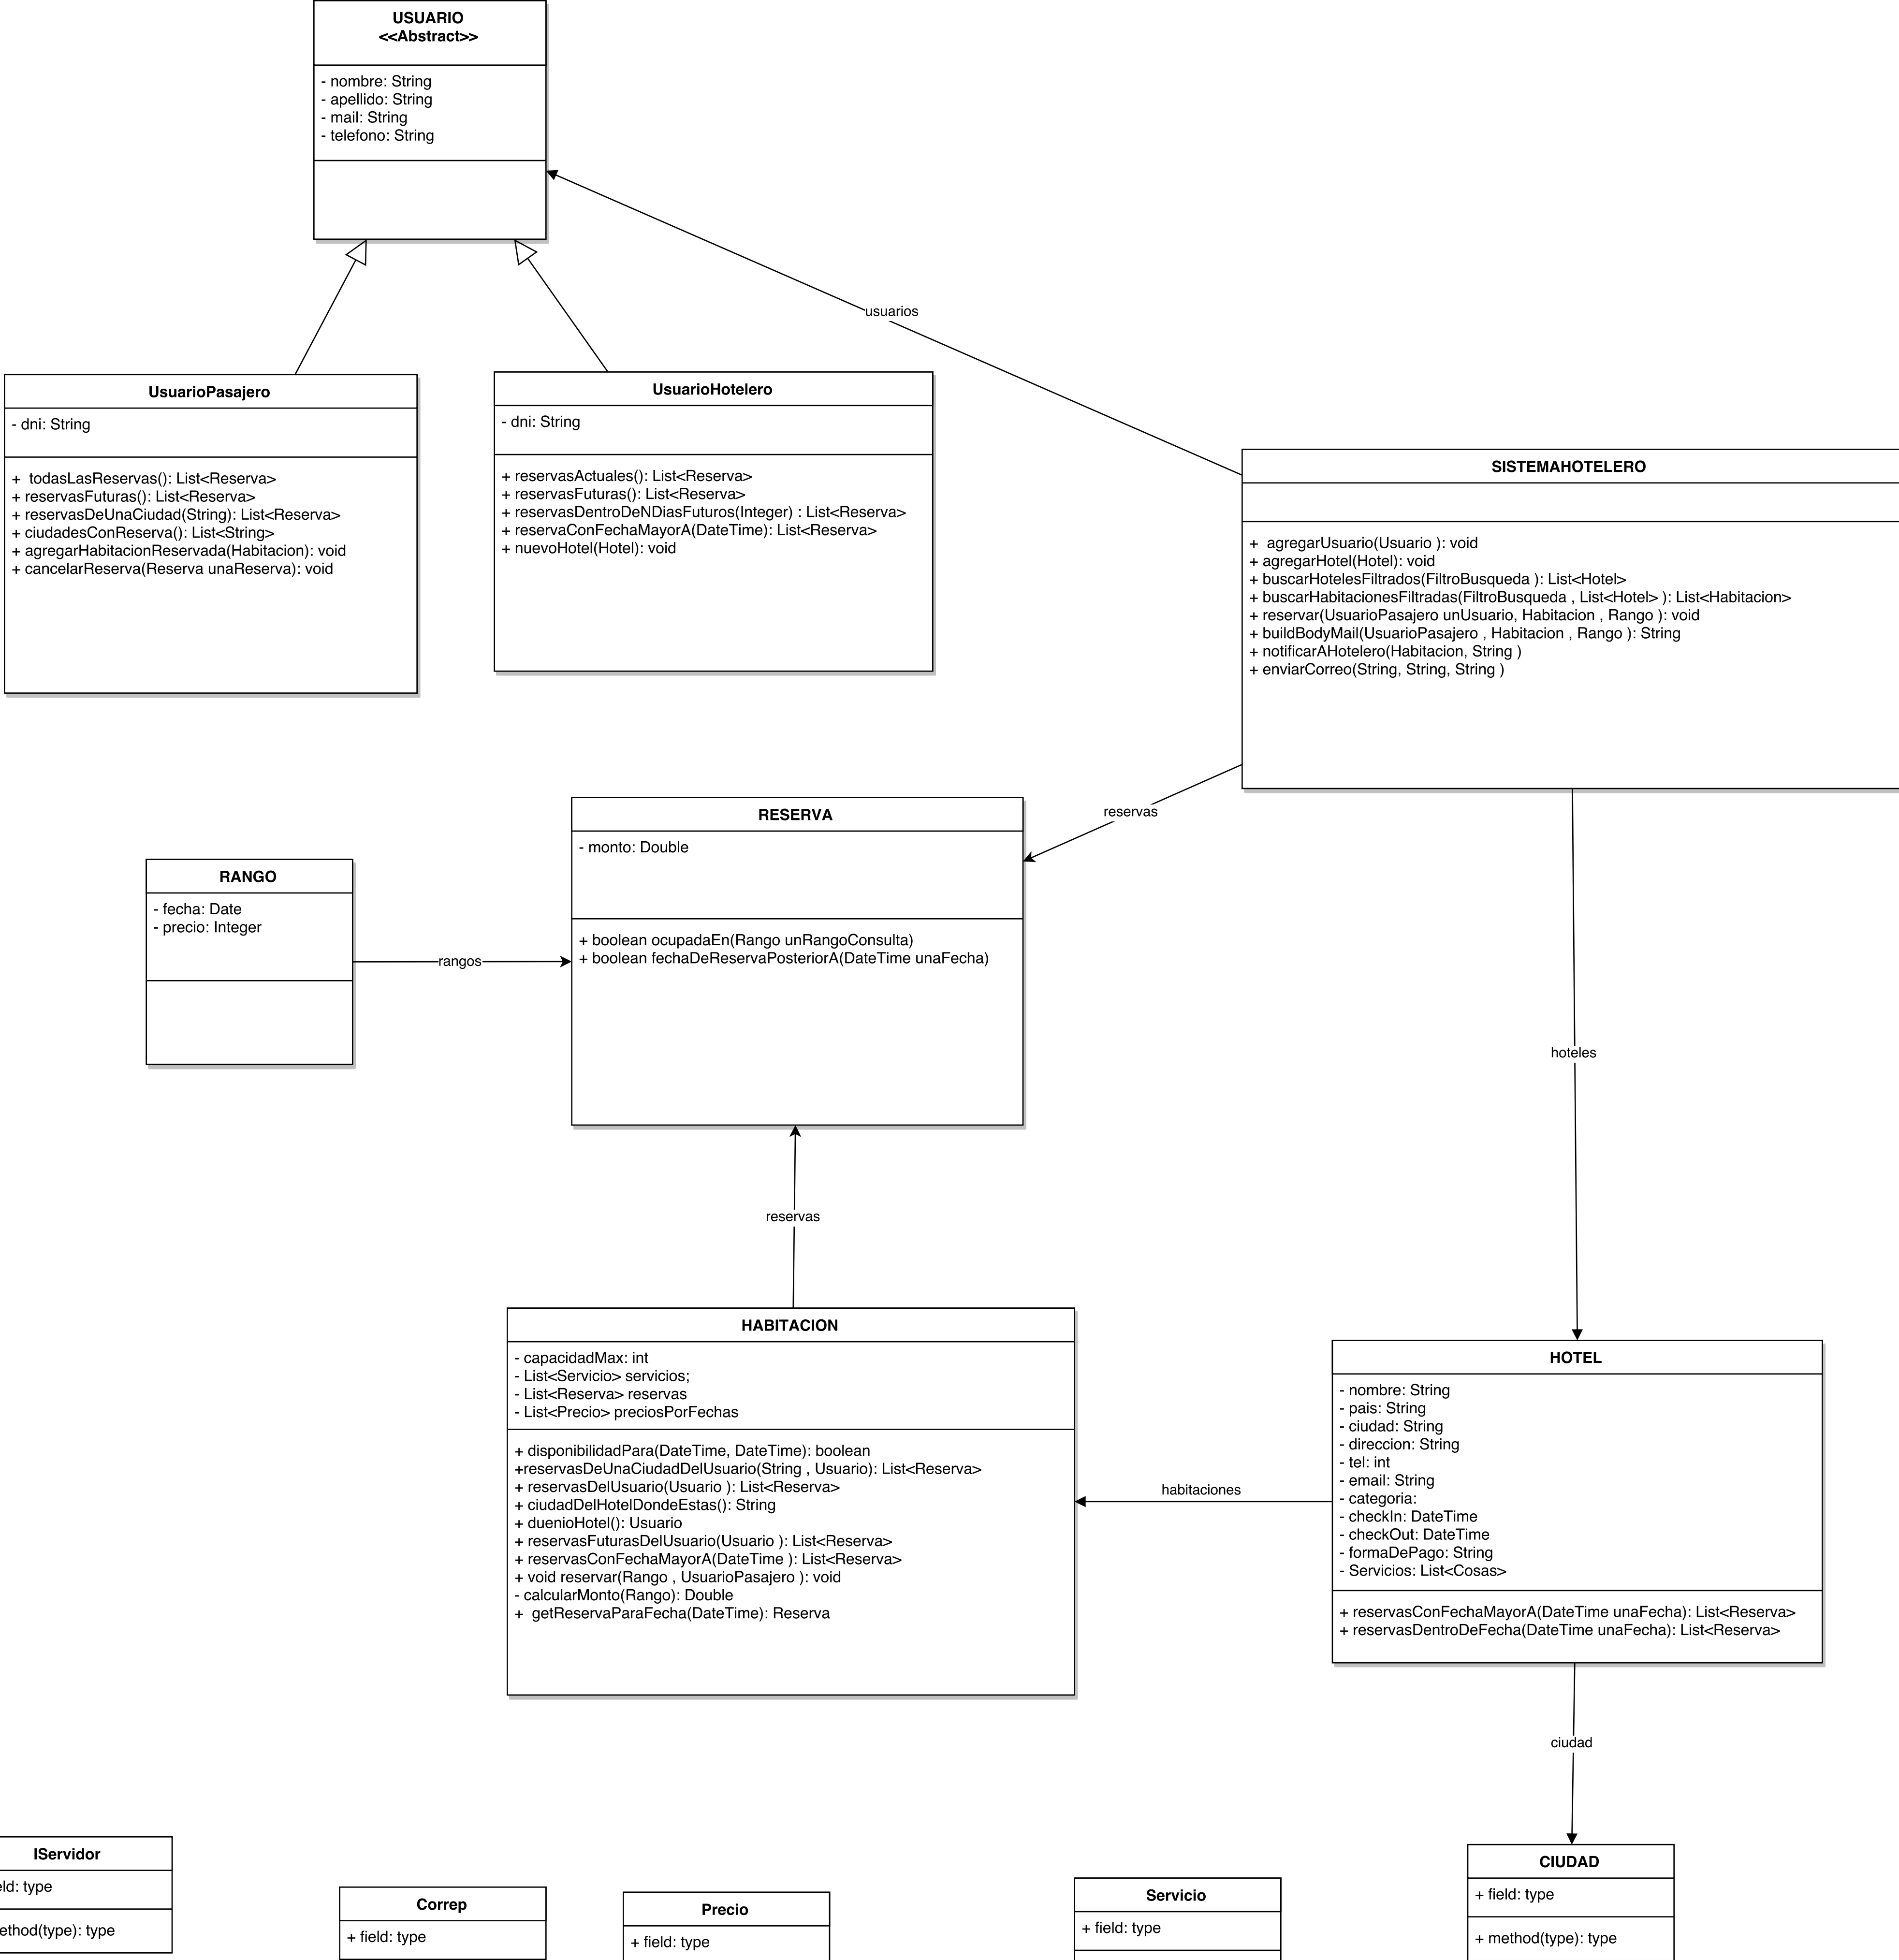 USUARIO
<<Abstract>>
- nombre: String
- apellido: String
- mail: String
- telefono: String
usuarios
UsuarioPasajero
- dni: String
+  todasLasReservas(): List<Reserva>
+ reservasFuturas(): List<Reserva>
+ reservasDeUnaCiudad(String): List<Reserva>
+ ciudadesConReserva(): List<String>
+ agregarHabitacionReservada(Habitacion): void
+ cancelarReserva(Reserva unaReserva): void
UsuarioHotelero
- dni: String
+ reservasActuales(): List<Reserva>
+ reservasFuturas(): List<Reserva>
+ reservasDentroDeNDiasFuturos(Integer) : List<Reserva>
+ reservaConFechaMayorA(DateTime): List<Reserva>
+ nuevoHotel(Hotel): void
SISTEMAHOTELERO
+  agregarUsuario(Usuario ): void
+ agregarHotel(Hotel): void
+ buscarHotelesFiltrados(FiltroBusqueda ): List<Hotel>
+ buscarHabitacionesFiltradas(FiltroBusqueda , List<Hotel> ): List<Habitacion>
+ reservar(UsuarioPasajero unUsuario, Habitacion , Rango ): void
+ buildBodyMail(UsuarioPasajero , Habitacion , Rango ): String
+ notificarAHotelero(Habitacion, String )
+ enviarCorreo(String, String, String )
reservas
RESERVA
- monto: Double
+ boolean ocupadaEn(Rango unRangoConsulta)
+ boolean fechaDeReservaPosteriorA(DateTime unaFecha)
RANGO
- fecha: Date
- precio: Integer
rangos
hoteles
reservas
HABITACION
- capacidadMax: int
- List<Servicio> servicios;
- List<Reserva> reservas
- List<Precio> preciosPorFechas
+ disponibilidadPara(DateTime, DateTime): boolean
+reservasDeUnaCiudadDelUsuario(String , Usuario): List<Reserva>
+ reservasDelUsuario(Usuario ): List<Reserva>
+ ciudadDelHotelDondeEstas(): String
+ duenioHotel(): Usuario
+ reservasFuturasDelUsuario(Usuario ): List<Reserva>
+ reservasConFechaMayorA(DateTime ): List<Reserva>
+ void reservar(Rango , UsuarioPasajero ): void
- calcularMonto(Rango): Double
+  getReservaParaFecha(DateTime): Reserva
habitaciones
HOTEL
- nombre: String
- pais: String
- ciudad: String
- direccion: String
- tel: int
- email: String
- categoria:
- checkIn: DateTime
- checkOut: DateTime
- formaDePago: String
- Servicios: List<Cosas>
+ reservasConFechaMayorA(DateTime unaFecha): List<Reserva>
+ reservasDentroDeFecha(DateTime unaFecha): List<Reserva>
ciudad
IServidor
eld: type
ethod(type): type
Correp
+ field: type
Precio
+ field: type
Servicio
+ field: type
CIUDAD
+ field: type
+ method(type): type